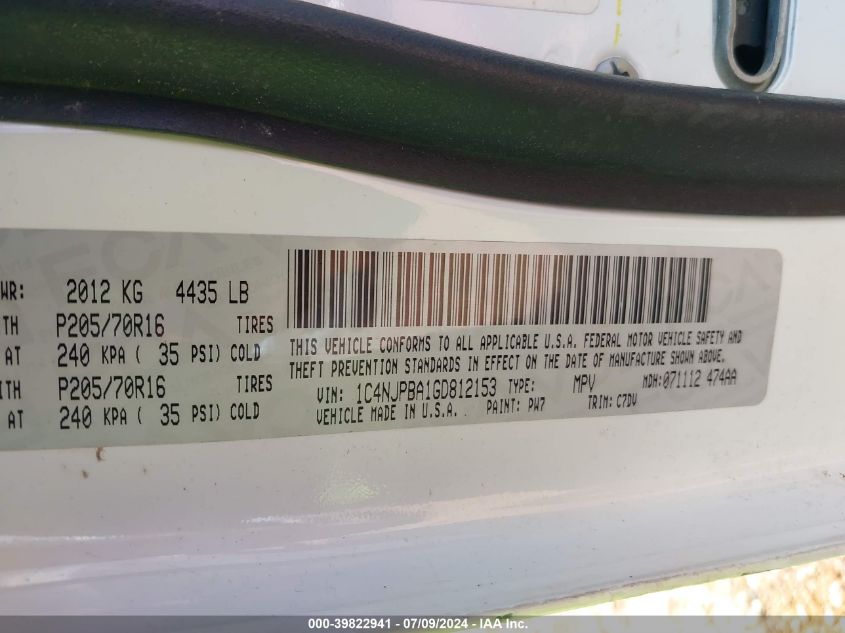 WR: 2012 KG 4435 LB
TH P205/70R16 TIRES
AT 240 KPA ( 35 PSI) COLD
ITH P205/70R16 TIRES
AT 240 KPA ( 35 PSI) COLD
THIS VEHICLE CONFORMS TO ALL APPLICABLE U.S.A. FEDERAL MOTOR VEHICLE SAFETY AND
THEFT PREVENTION STANDARDS IN EFFECT ON THE DATE OF MANUFACTURE SHOWN ABOVE.
VIN: 1C4NJPBA1GD812153 TYPE: MPV MDH:071112 474AA
VEHICLE MADE IN U.S.A. PAINT: PW7 TRIM: C7DV
000-39822941 - 07/09/2024 - IAA Inc.